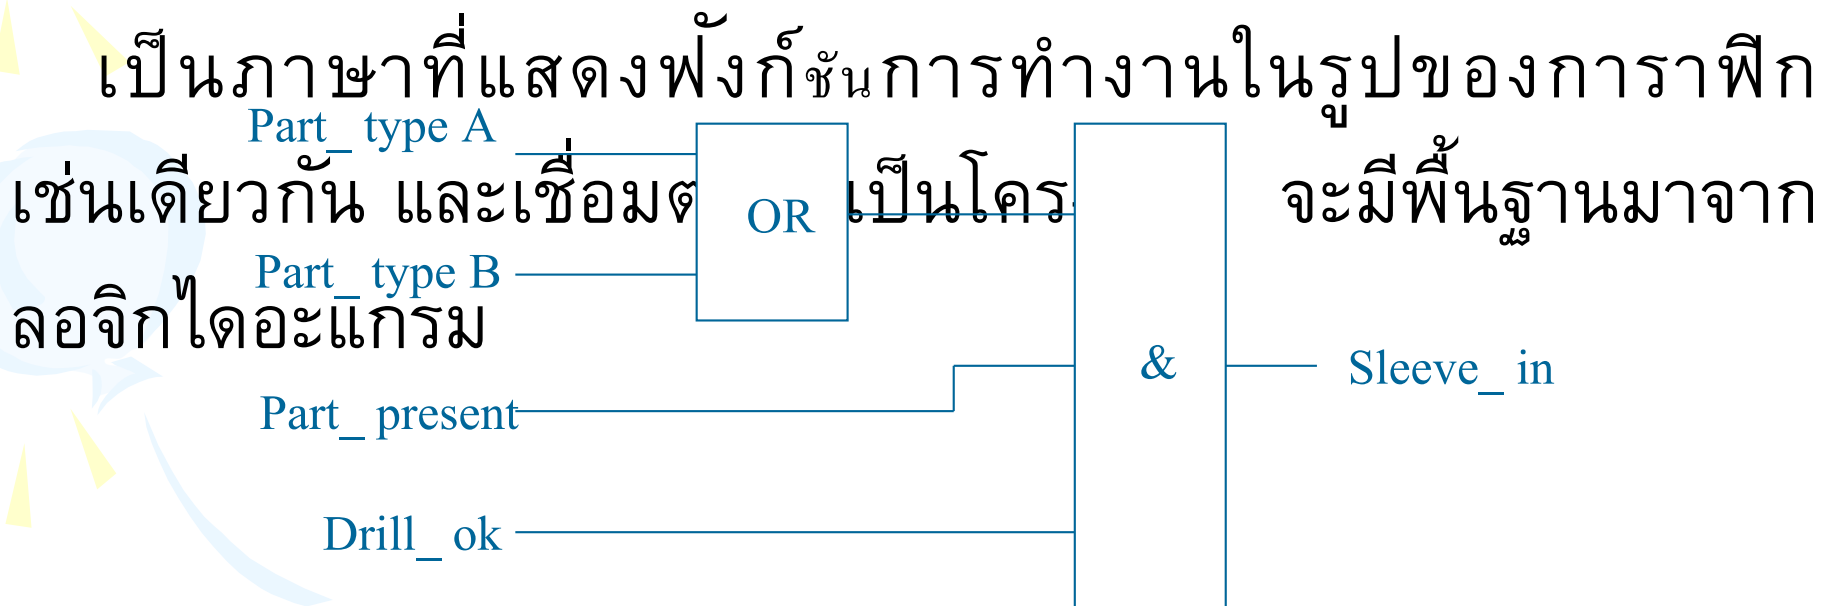 เป็นภาษาที่แสดงฟังก์ชันการทำงานในรูปของการาฟิก
Part_ type A
เช่นเดียวกัน และเชื่อมต เป็นโคร จะมีพื้นฐานมาจาก
OR
Part_ type B
ลอจิกไดอะแกรม
&
Sleeve_ in
Part_ present
Drill_ ok